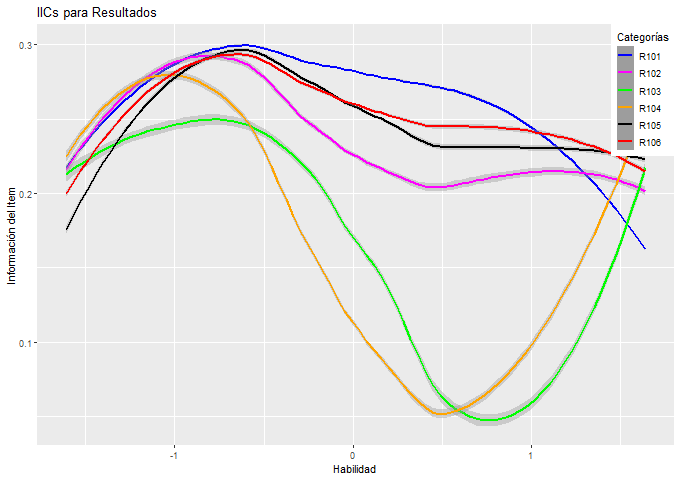 IICs para Resultados
Información del Ítem
0.3
0.2
0.1
-1
0
1
Habilidad
Categorías
R101
R102
R103
R104
R105
R106